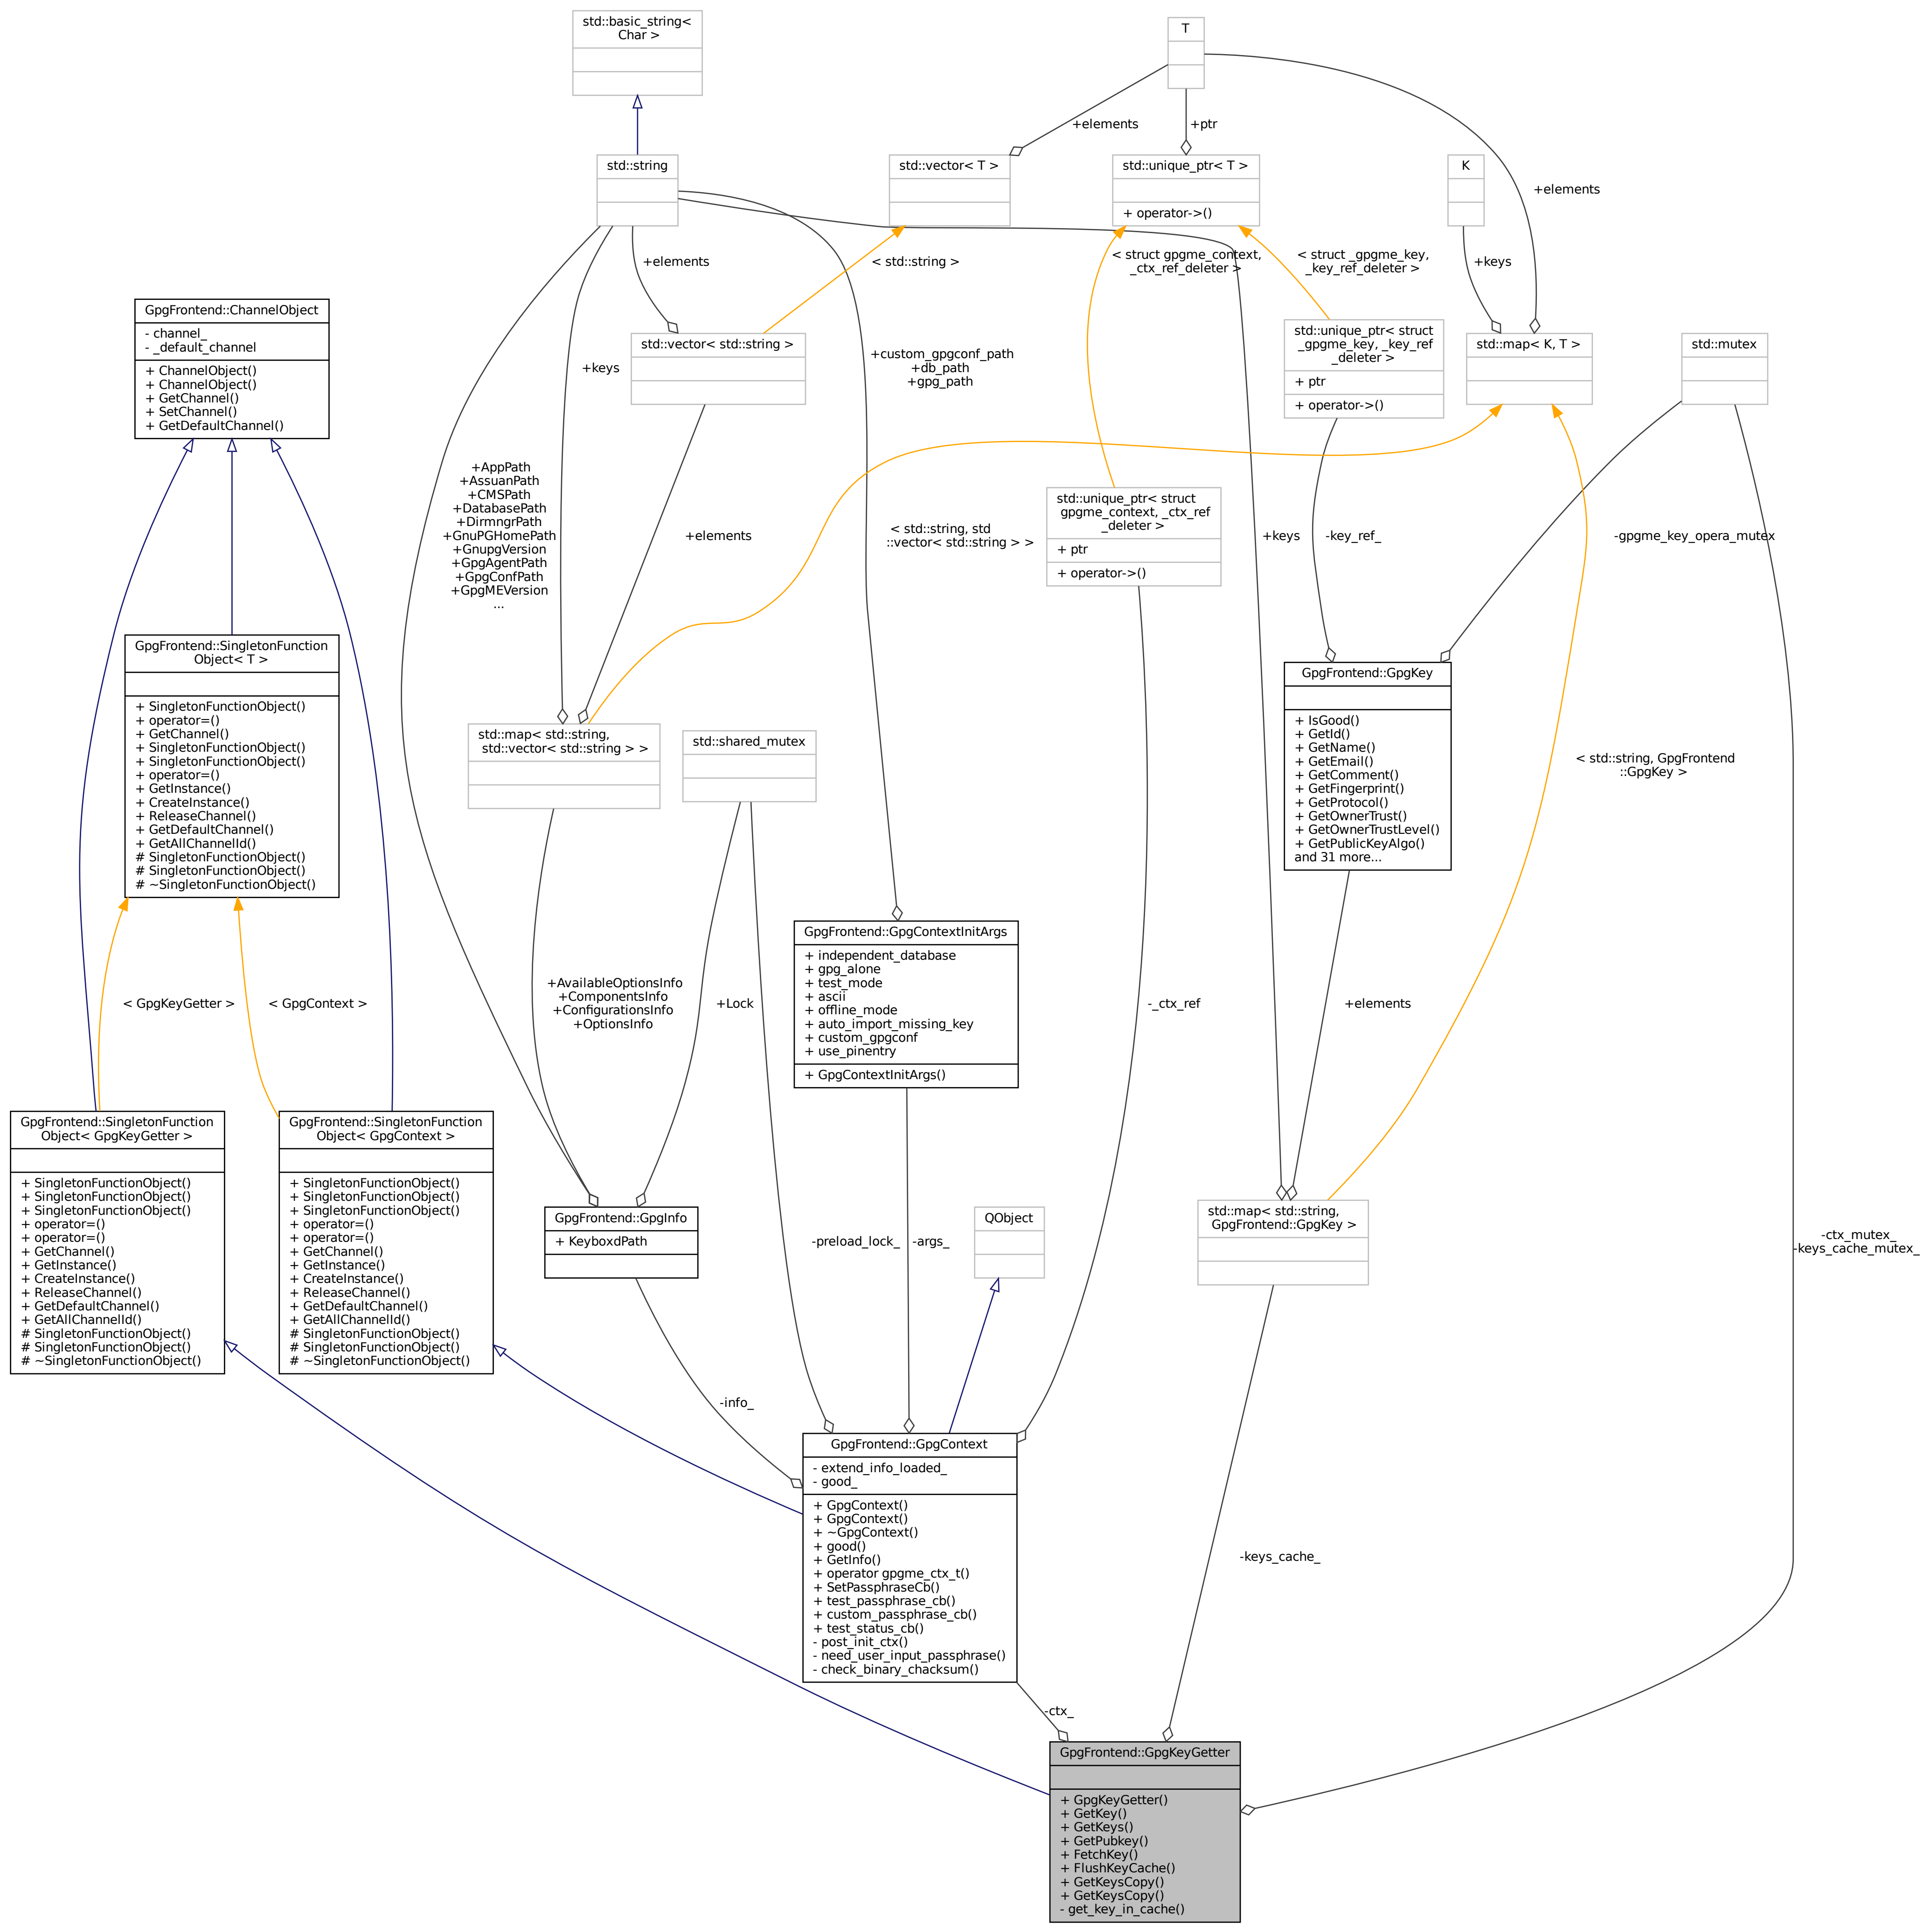 std::basic_string<
Char >
T
+elements
+ptr
std::string
std::vector< T >
std::unique_ptr< T >
+ operator->()
K
+elements
+elements
< std::string >
< struct gpgme_context,
_ctx_ref_deleter >
< struct _gpgme_key,
_key_ref_deleter >
+keys
GpgFrontend::ChannelObject
- channel_
- _default_channel
+ ChannelObject()
+ ChannelObject()
+ GetChannel()
+ SetChannel()
+ GetDefaultChannel()
+keys
std::vector< std::string >
+custom_gpgconf_path
+db_path
+gpg_path
std::unique_ptr< struct
_gpgme_key, _key_ref
_deleter >
+ ptr
+ operator->()
std::map< K, T >
std::mutex
+AppPath
+AssuanPath
+CMSPath
+DatabasePath
+DirmngrPath
+GnuPGHomePath
+GnupgVersion
+GpgAgentPath
+GpgConfPath
+GpgMEVersion
...
+elements
< std::string, std
::vector< std::string > >
std::unique_ptr< struct
gpgme_context, _ctx_ref
_deleter >
+ ptr
+ operator->()
+keys
-key_ref_
-gpgme_key_opera_mutex
GpgFrontend::SingletonFunction
Object< T >
+ SingletonFunctionObject()
+ operator=()
+ GetChannel()
+ SingletonFunctionObject()
+ SingletonFunctionObject()
+ operator=()
+ GetInstance()
+ CreateInstance()
+ ReleaseChannel()
+ GetDefaultChannel()
+ GetAllChannelId()
# SingletonFunctionObject()
# SingletonFunctionObject()
# ~SingletonFunctionObject()
std::map< std::string,
std::vector< std::string > >
std::shared_mutex
GpgFrontend::GpgKey
+ IsGood()
+ GetId()
+ GetName()
+ GetEmail()
+ GetComment()
+ GetFingerprint()
+ GetProtocol()
+ GetOwnerTrust()
+ GetOwnerTrustLevel()
+ GetPublicKeyAlgo()
and 31 more...
< std::string, GpgFrontend
::GpgKey >
< GpgKeyGetter >
< GpgContext >
+AvailableOptionsInfo
+ComponentsInfo
+ConfigurationsInfo
+OptionsInfo
+Lock
GpgFrontend::GpgContextInitArgs
+ independent_database
+ gpg_alone
+ test_mode
+ ascii
+ offline_mode
+ auto_import_missing_key
+ custom_gpgconf
+ use_pinentry
+ GpgContextInitArgs()
-_ctx_ref
+elements
GpgFrontend::SingletonFunction
Object< GpgKeyGetter >
+ SingletonFunctionObject()
+ SingletonFunctionObject()
+ SingletonFunctionObject()
+ operator=()
+ operator=()
+ GetChannel()
+ GetInstance()
+ CreateInstance()
+ ReleaseChannel()
+ GetDefaultChannel()
+ GetAllChannelId()
# SingletonFunctionObject()
# SingletonFunctionObject()
# ~SingletonFunctionObject()
GpgFrontend::SingletonFunction
Object< GpgContext >
+ SingletonFunctionObject()
+ SingletonFunctionObject()
+ SingletonFunctionObject()
+ operator=()
+ operator=()
+ GetChannel()
+ GetInstance()
+ CreateInstance()
+ ReleaseChannel()
+ GetDefaultChannel()
+ GetAllChannelId()
# SingletonFunctionObject()
# SingletonFunctionObject()
# ~SingletonFunctionObject()
GpgFrontend::GpgInfo
+ KeyboxdPath
-preload_lock_
-args_
QObject
std::map< std::string,
GpgFrontend::GpgKey >
-ctx_mutex_
-keys_cache_mutex_
-info_
GpgFrontend::GpgContext
- extend_info_loaded_
- good_
+ GpgContext()
+ GpgContext()
+ ~GpgContext()
+ good()
+ GetInfo()
+ operator gpgme_ctx_t()
+ SetPassphraseCb()
+ test_passphrase_cb()
+ custom_passphrase_cb()
+ test_status_cb()
- post_init_ctx()
- need_user_input_passphrase()
- check_binary_chacksum()
-keys_cache_
-ctx_
GpgFrontend::GpgKeyGetter
+ GpgKeyGetter()
+ GetKey()
+ GetKeys()
+ GetPubkey()
+ FetchKey()
+ FlushKeyCache()
+ GetKeysCopy()
+ GetKeysCopy()
- get_key_in_cache()